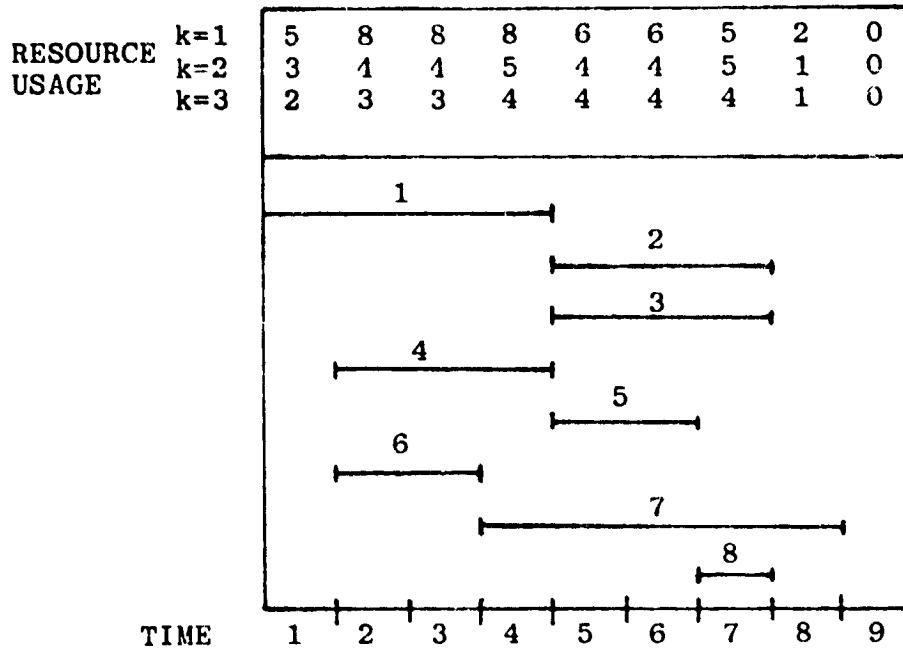 RESOURCE USAGE
k=1 5 8 8 8 6 6 5 2 0
k=2 3 4 4 5 4 4 5 1 0
k=3 2 3 3 4 4 4 4 1 0
1
2
3
4
5
6
7
8
TIME 1 2 3 4 5 6 7 8 9